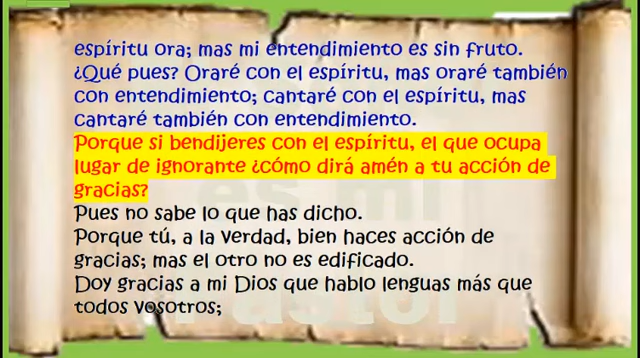 espíritu ora; mas mi entendimiento es sin fruto.
¿Qué pues? Oraré con el espíritu, mas oraré también
con entendimiento; cantaré con el espíritu, mas
cantaré también con entendimiento.
Porque si bendijeres con el espíritu, el que ocupa
lugar de ignorante ¿cómo dirá amén a tu acción de
gracias?
Pues no sabe lo que has dicho.
Porque tú, a la verdad, bien haces acción de
gracias; mas el otro no es edificado.
Doy gracias a mi Dios que hablo lenguas más que
todos vosotros;
es mi
Pastor